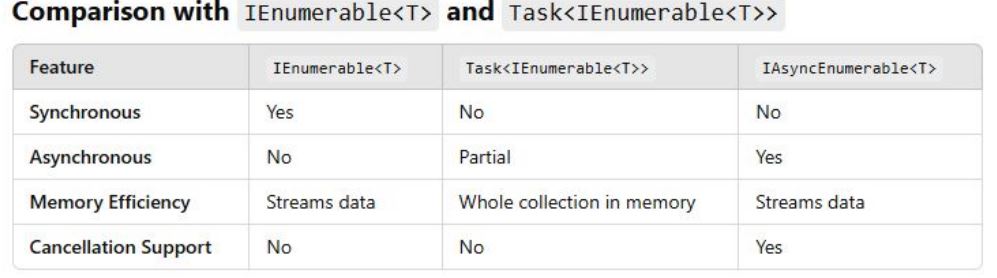 Comparison with IEnumerable<T> and Task<IEnumerable<T>>
Feature IEnumerable<T> Task<IEnumerable<T>> IAsyncEnumerable<T>
Synchronous Yes No No
Asynchronous No Partial Yes
Memory Efficiency Streams data Whole collection in memory Streams data
Cancellation Support No No Yes